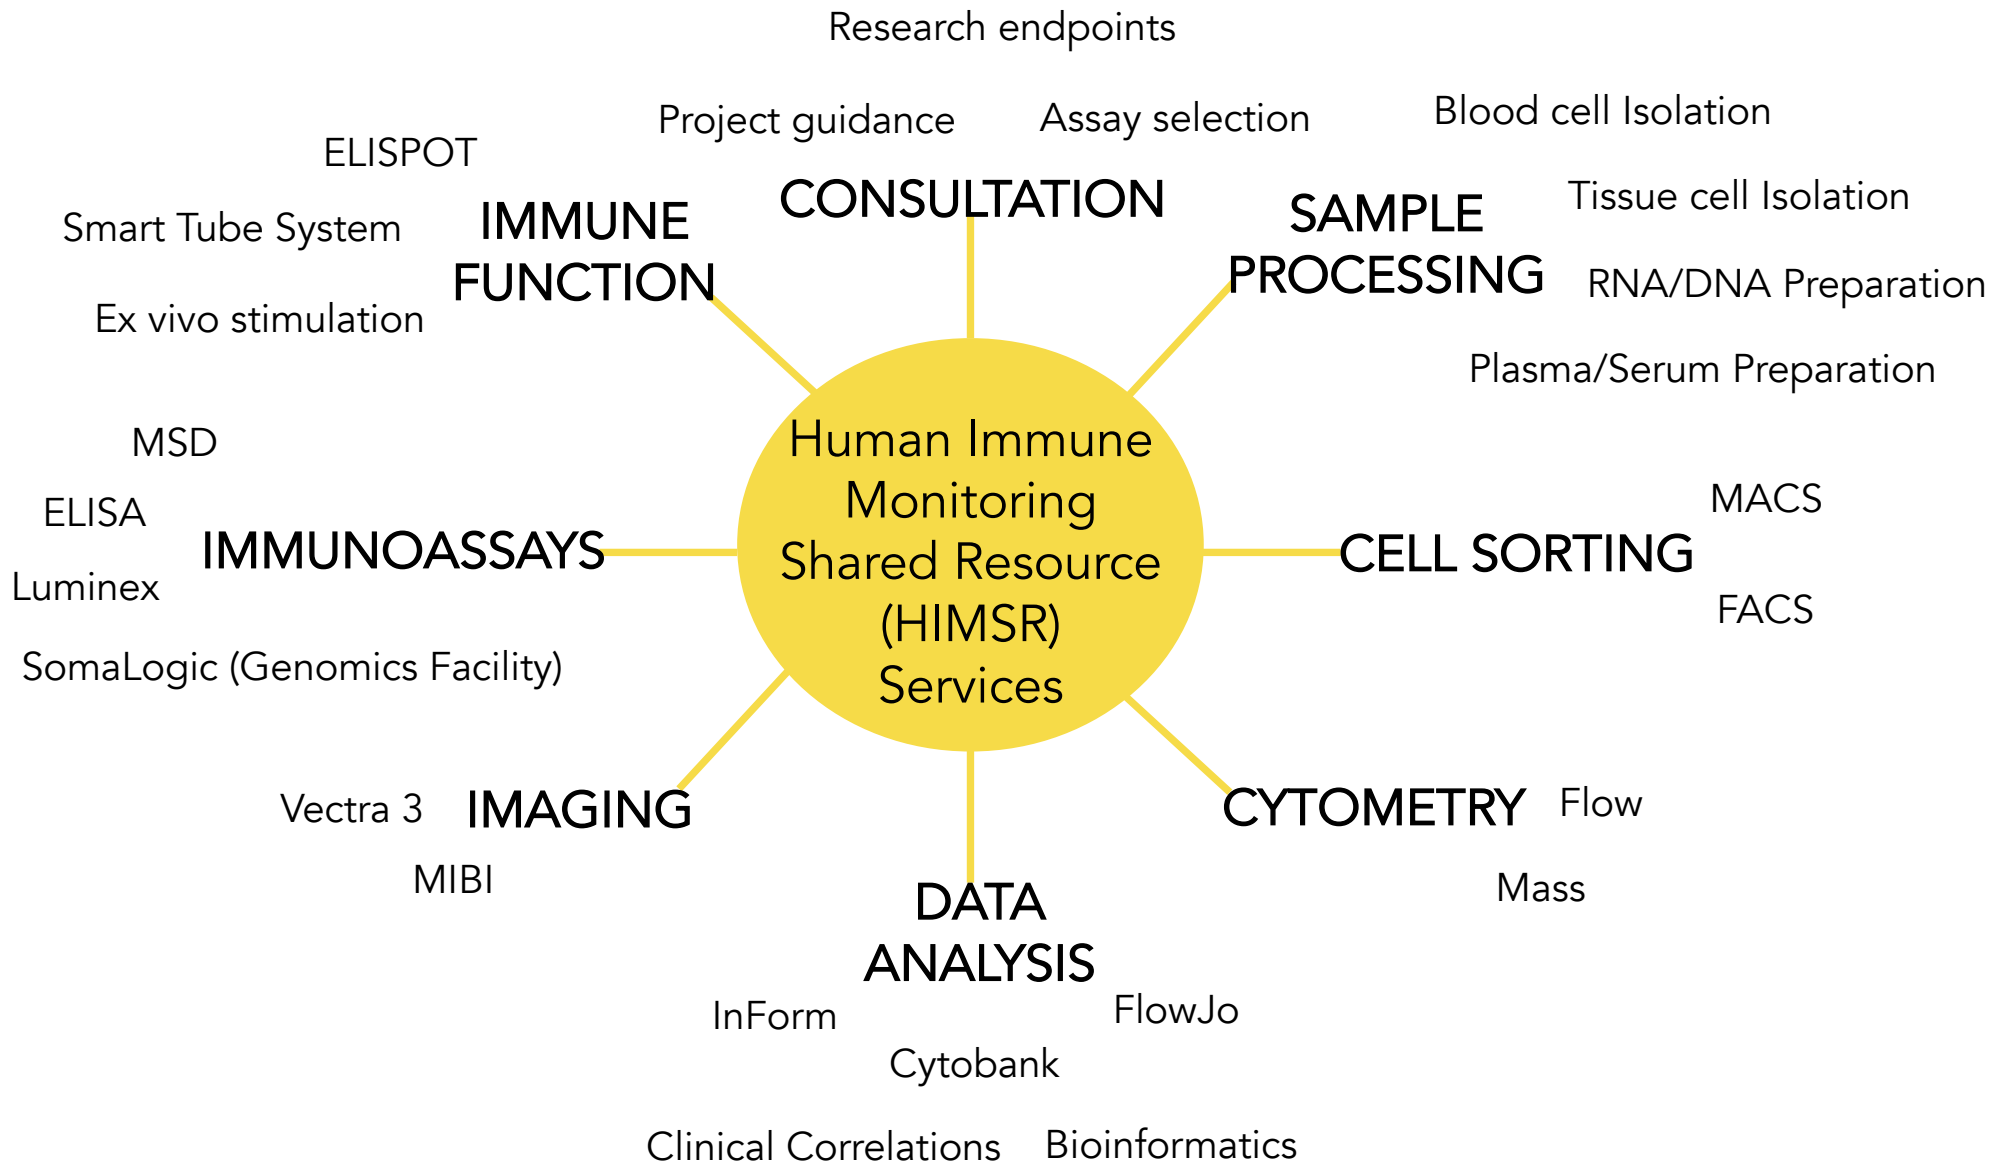 Research endpoints
Project guidance
Assay selection
CONSULTATION
Blood cell Isolation
Tissue cell Isolation
SAMPLE
PROCESSING
RNA/DNA Preparation
Plasma/Serum Preparation
ELISPOT
Smart Tube System
IMMUNE
FUNCTION
Ex vivo stimulation
Human Immune
Monitoring
Shared Resource
(HIMSR)
Services
MSD
ELISA
IMMUNOASSAYS
Luminex
SomaLogic (Genomics Facility)
MACS
CELL SORTING
FACS
Vectra 3
IMAGING
MIBI
CYTOMETRY
Flow
Mass
DATA
ANALYSIS
InForm
FlowJo
Cytobank
Clinical Correlations
Bioinformatics